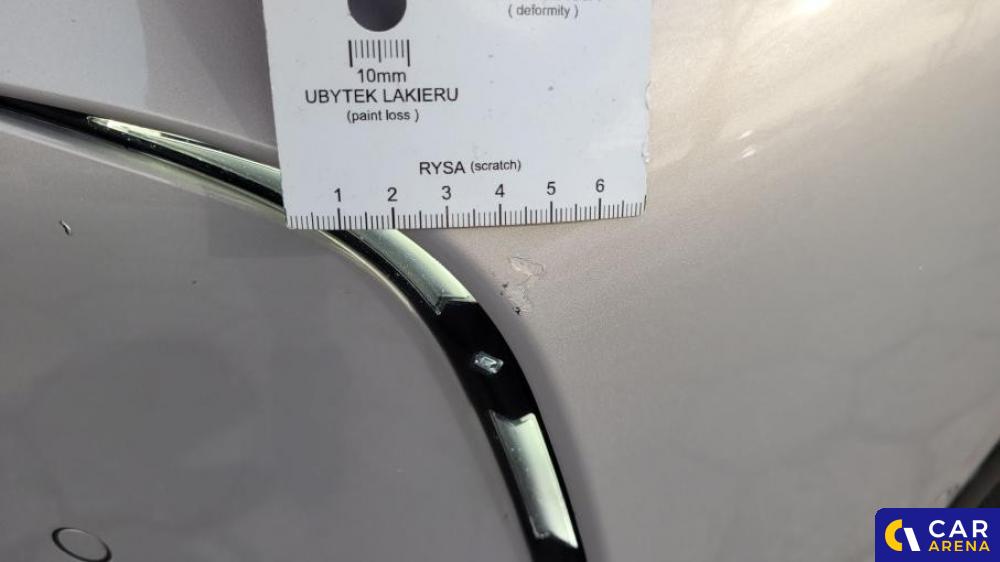 ( deformity )
10mm
UBYTEK LAKIERU
(paint loss )
RYSA (scratch)
1 2 3 4 5 6
CAR
ARENA